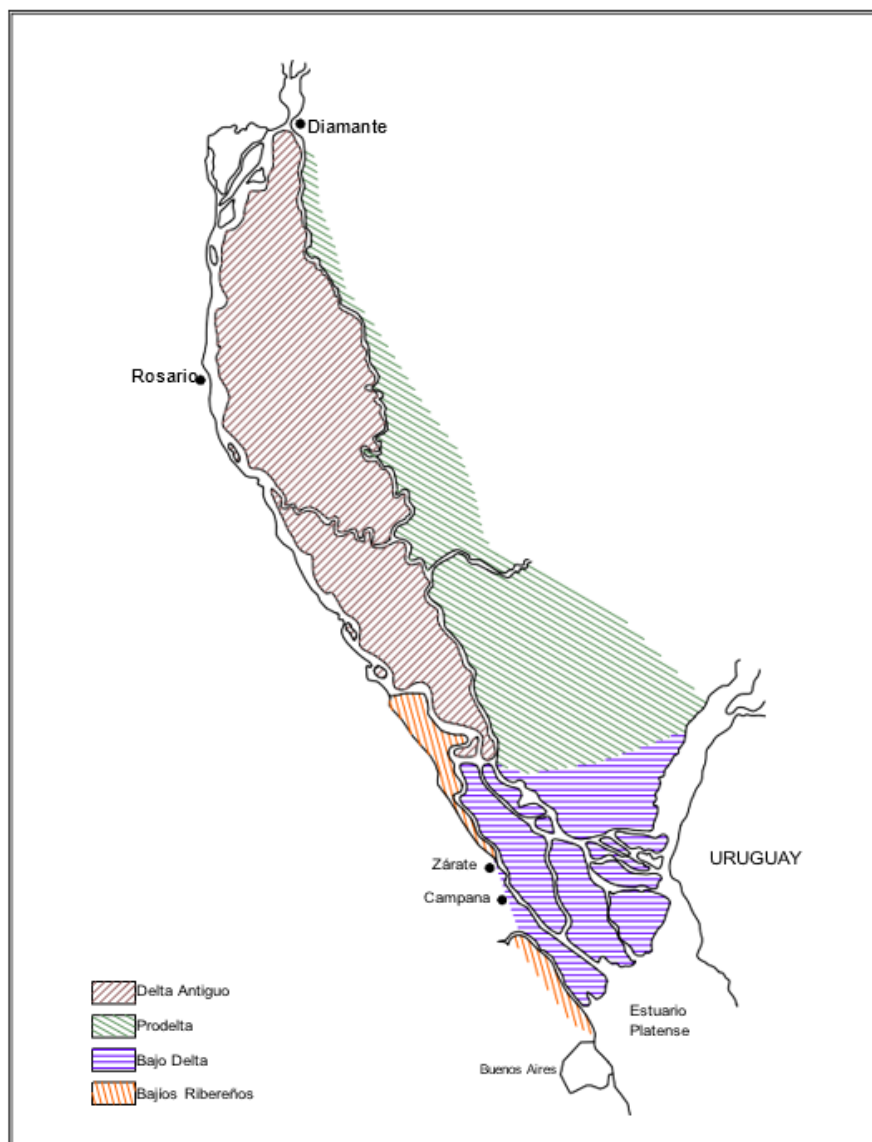 Diamante
Rosario
Zárate
Campana
URUGUAY
Estuario
Platense
Buenos Aires
Delta Antiguo
Prodelta
Bajo Delta
Bajíos Ribereños